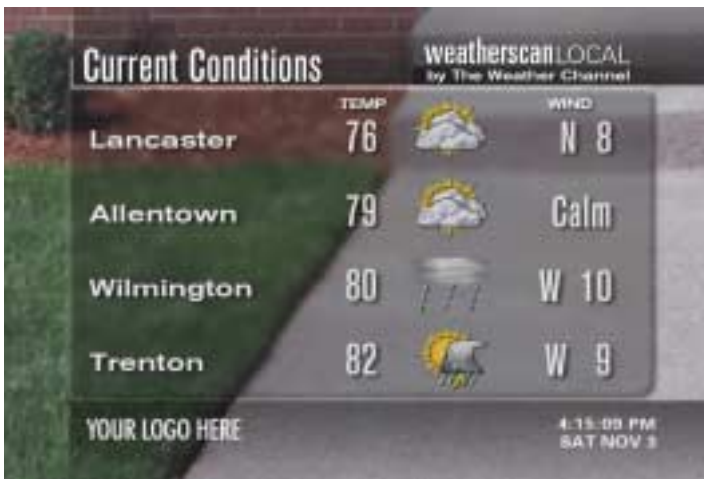 Current Conditions
weatherscan LOCAL
by The Weather Channel
TEMP WIND
Lancaster 76 N 8
Allentown 79 Calm
Wilmington 80 W 10
Trenton 82 W 9
YOUR LOGO HERE
4:15:09 PM
SAT NOV 3